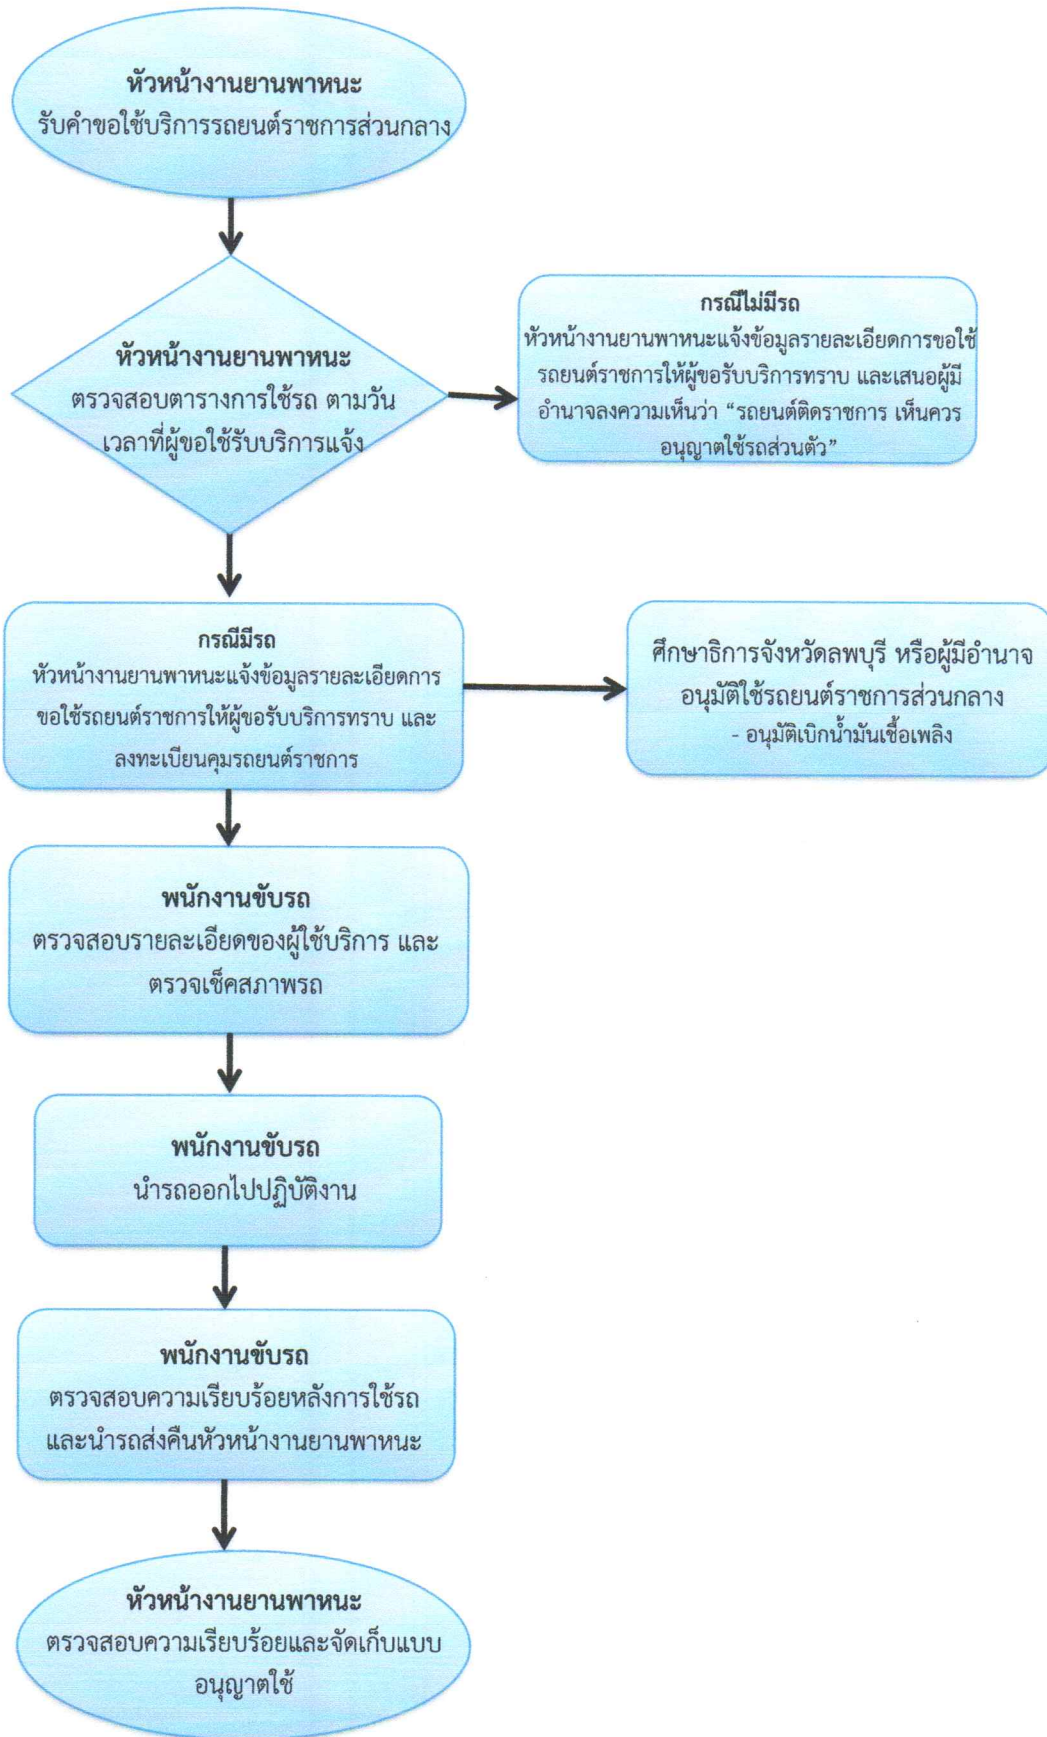 หัวหน้างานยานพาหนะ
รับคำขอใช้บริการรถยนต์ราชการส่วนกลาง
หัวหน้างานยานพาหนะ
ตรวจสอบตารางการใช้รถ ตามวัน
เวลาที่ผู้ขอใช้รับบริการแจ้ง
กรณีไม่มีรถ
หัวหน้างานยานพาหนะแจ้งข้อมูลรายละเอียดการขอใช้
รถยนต์ราชการให้ผู้ขอรับบริการทราบ และเสนอผู้มี
อำนาจลงความเห็นว่า “รถยนต์ติดราชการ เห็นควร
อนุญาตใช้รถส่วนตัว”
กรณีมีรถ
หัวหน้างานยานพาหนะแจ้งข้อมูลรายละเอียดการ
ขอใช้รถยนต์ราชการให้ผู้ขอรับบริการทราบ และ
ลงทะเบียนคุมรถยนต์ราชการ
ศึกษาธิการจังหวัดลพบุรี หรือผู้มีอำนาจ
อนุมัติใช้รถยนต์ราชการส่วนกลาง
- อนุมัติเบิกน้ำมันเชื้อเพลิง
พนักงานขับรถ
ตรวจสอบรายละเอียดของผู้ใช้บริการ และ
ตรวจเช็คสภาพรถ
พนักงานขับรถ
นำรถออกไปปฏิบัติงาน
พนักงานขับรถ
ตรวจสอบความเรียบร้อยหลังการใช้รถ
และนำรถส่งคืนหัวหน้างานยานพาหนะ
หัวหน้างานยานพาหนะ
ตรวจสอบความเรียบร้อยและจัดเก็บแบบ
อนุญาตใช้